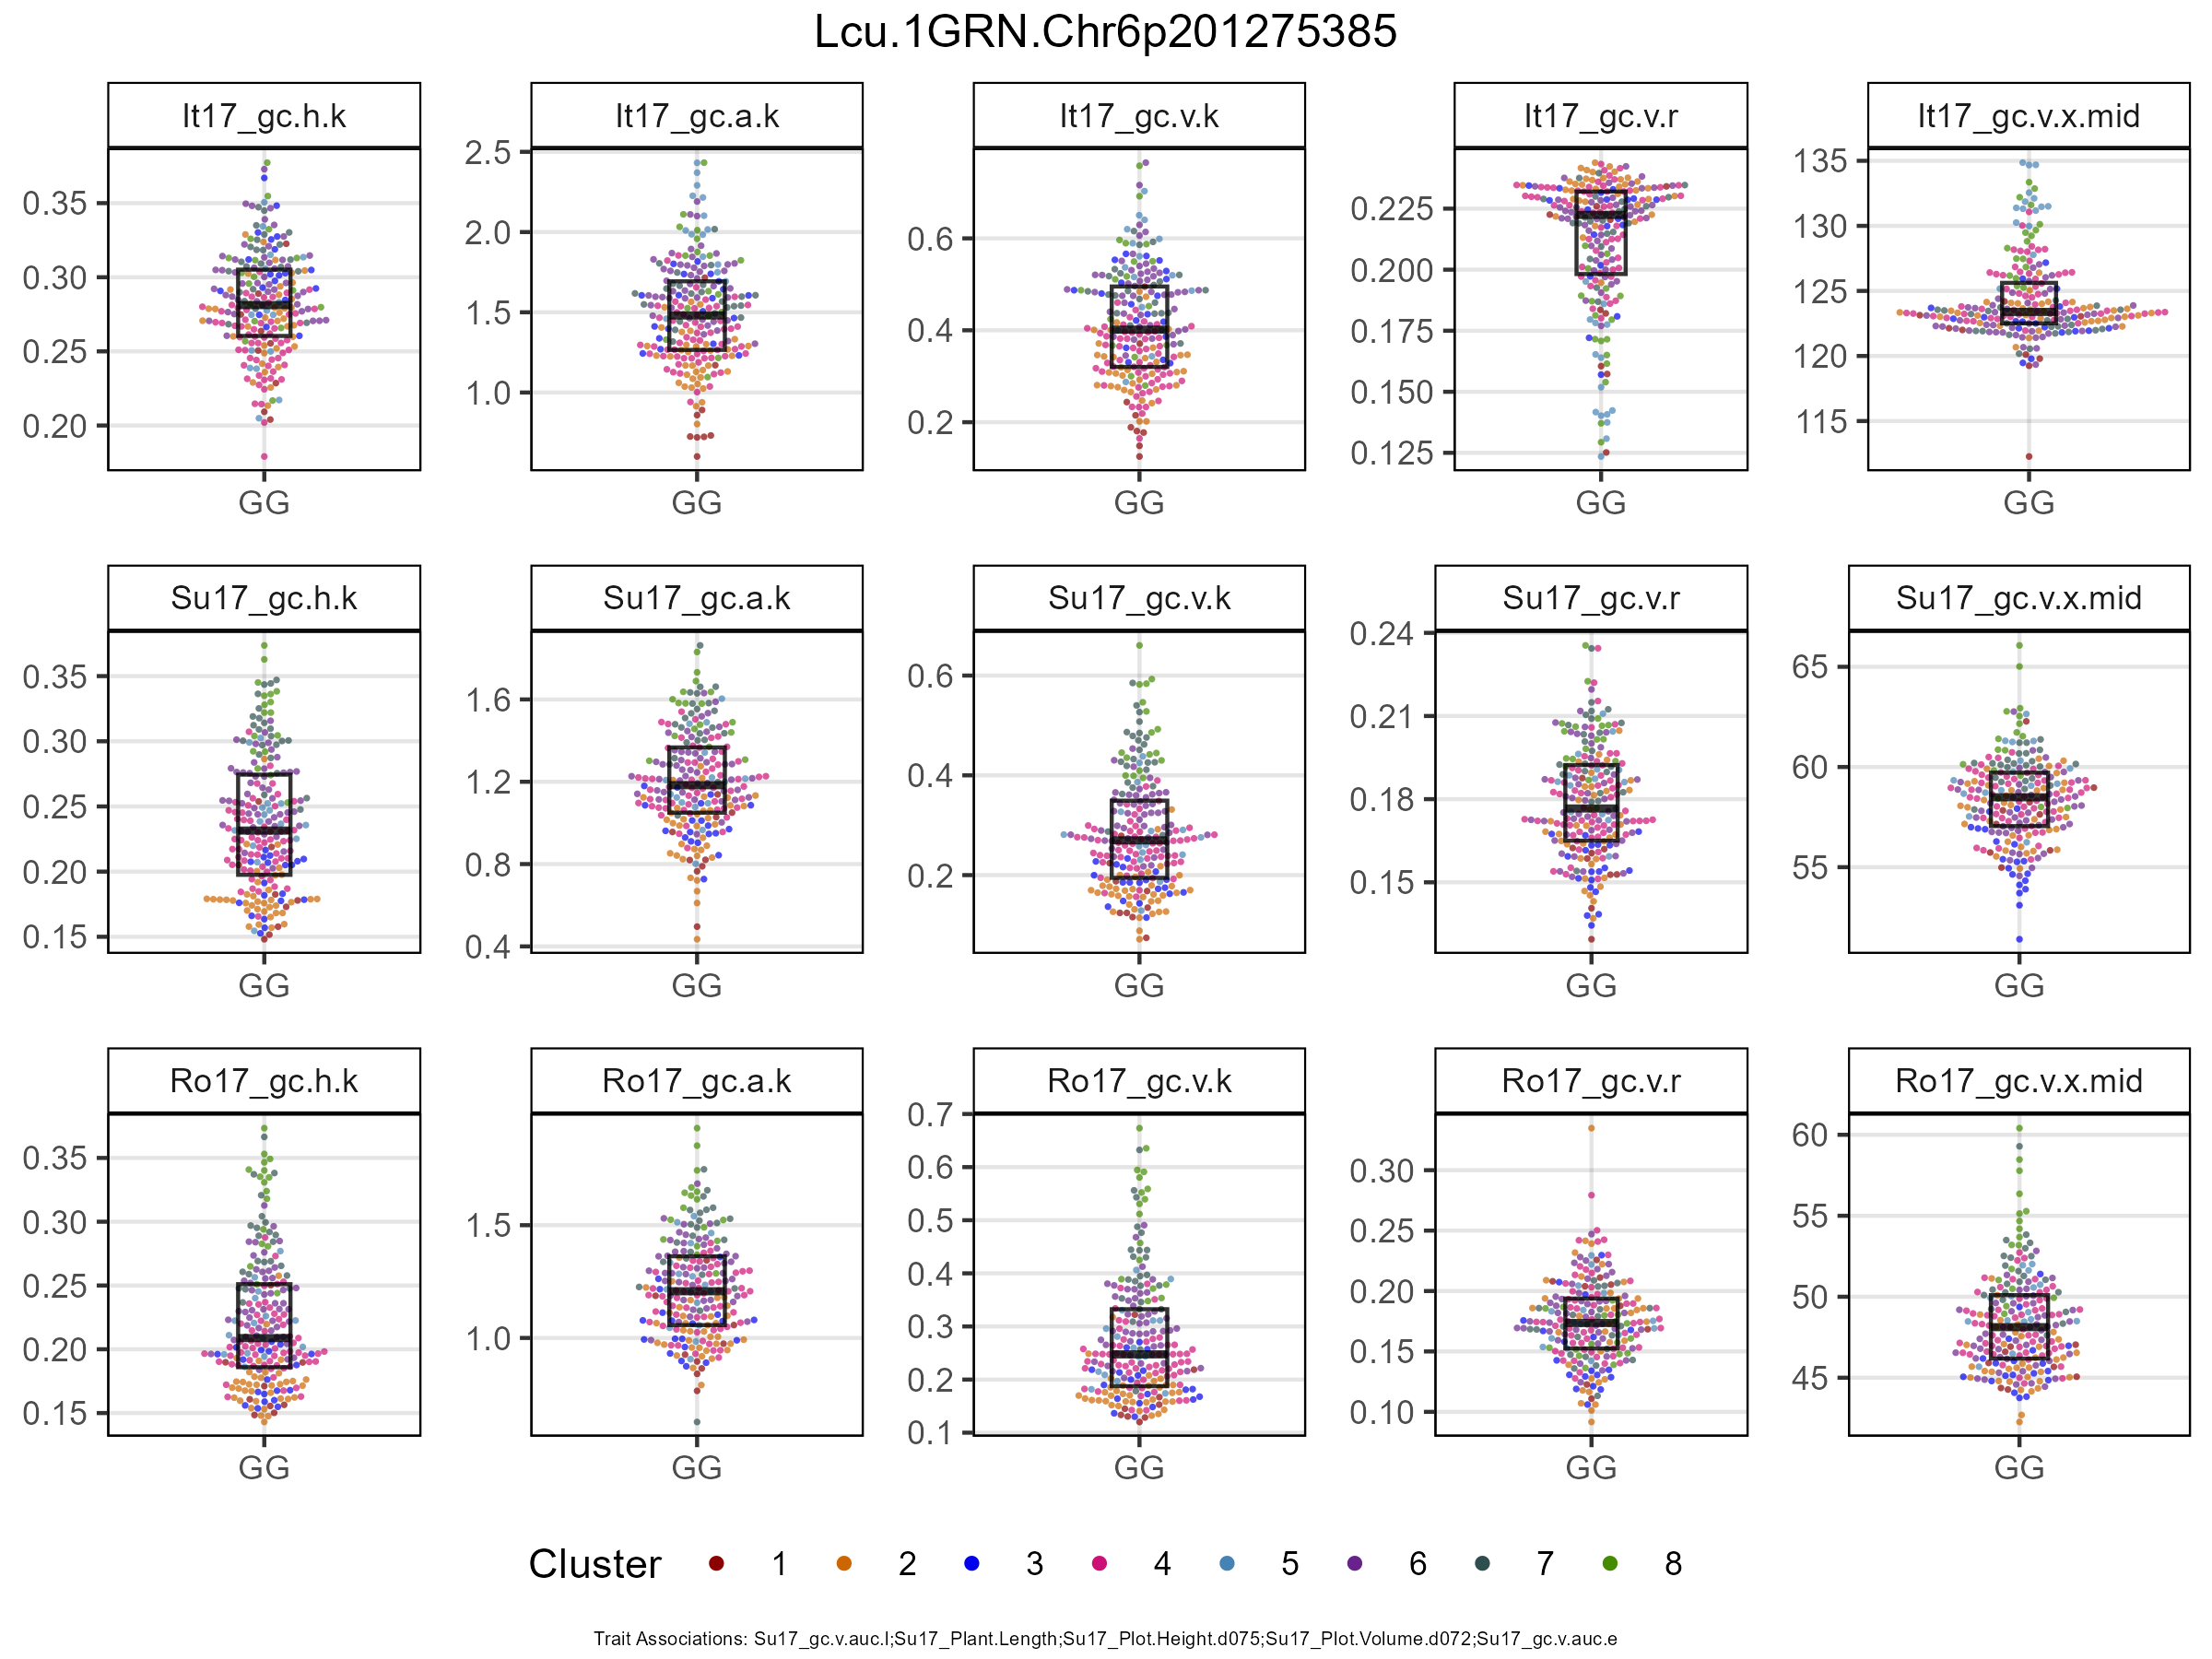 Lcu.1GRN.Chr6p201275385
It17_gc.h.k
It17_gc.a.k
It17_gc.v.k
It17_gc.v.r
It17_gc.v.x.mid
0.35
0.30
0.25
0.20
GG
2.5
2.0
1.5
1.0
GG
0.6
0.4
0.2
GG
0.225
0.200
0.175
0.150
0.125
GG
135
130
125
120
115
GG
Su17_gc.h.k
Su17_gc.a.k
Su17_gc.v.k
Su17_gc.v.r
Su17_gc.v.x.mid
0.35
0.30
0.25
0.20
0.15
GG
1.6
1.2
0.8
0.4
GG
0.6
0.4
0.2
GG
0.24
0.21
0.18
0.15
GG
65
60
55
GG
Ro17_gc.h.k
Ro17_gc.a.k
Ro17_gc.v.k
Ro17_gc.v.r
Ro17_gc.v.x.mid
0.35
0.30
0.25
0.20
0.15
GG
1.5
1.0
GG
0.7
0.6
0.5
0.4
0.3
0.2
0.1
GG
0.30
0.25
0.20
0.15
0.10
GG
60
55
50
45
GG
Cluster 1 2 3 4 5 6 7 8
Trait Associations: Su17_gc.v.auc.l;Su17_Plant.Length;Su17_Plot.Height.d075;Su17_Plot.Volume.d072;Su17_gc.v.auc.e